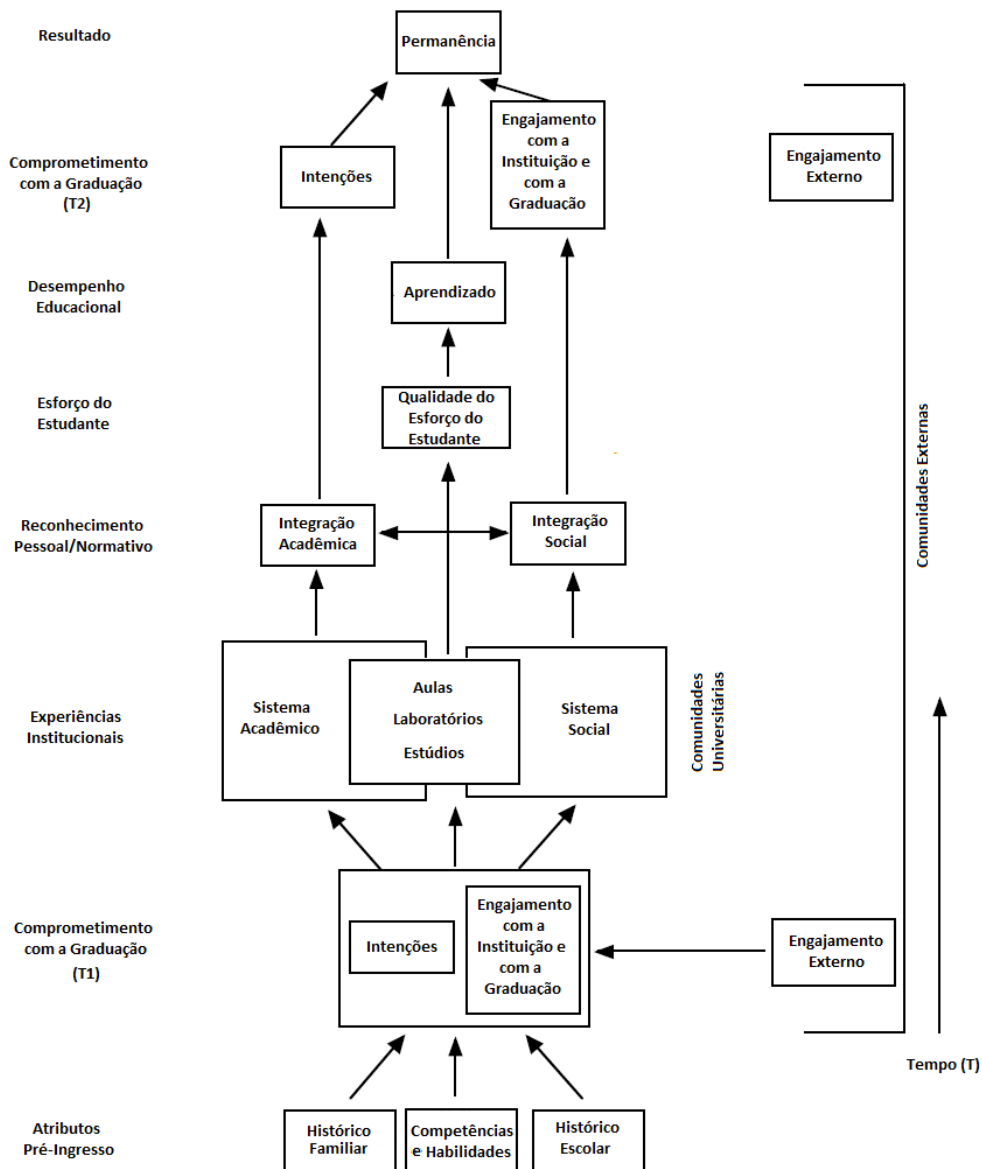 Resultado
Permanência
Comprometimento
com a Graduação
(T2)
Intenções
Engajamento
com a
Instituição e
com a
Graduação
Engajamento
Externo
Desempenho
Educacional
Aprendizado
Esforço do
Estudante
Qualidade do
Esforço do
Estudante
Comunidades Externas
Reconhecimento
Pessoal/Normativo
Integração
Acadêmica
Integração
Social
Experiências
Institucionais
Sistema
Acadêmico
Aulas
Laboratórios
Estúdios
Sistema
Social
Comunidades
Universitárias
Comprometimento
com a Graduação
(T1)
Intenções
Engajamento
com a
Instituição e
com a
Graduação
Engajamento
Externo
Tempo (T)
Atributos
Pré-Ingresso
Histórico
Familiar
Competências
e Habilidades
Histórico
Escolar